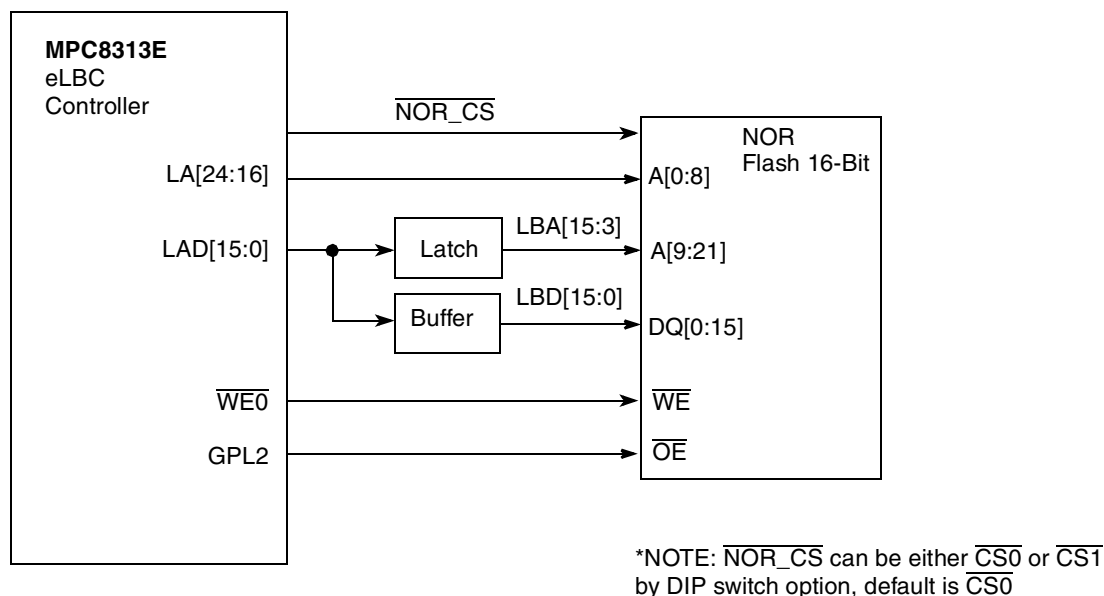 MPC8313E
eLBC
Controller
NOR_CS
NOR
Flash 16-Bit
LA[24:16]
A[0:8]
LBA[15:3]
LAD[15:0]
Latch
A[9:21]
LBD[15:0]
Buffer
DQ[0:15]
WE0
WE
GPL2
OE
*NOTE: NOR_CS can be either CS0 or CS1
by DIP switch option, default is CS0